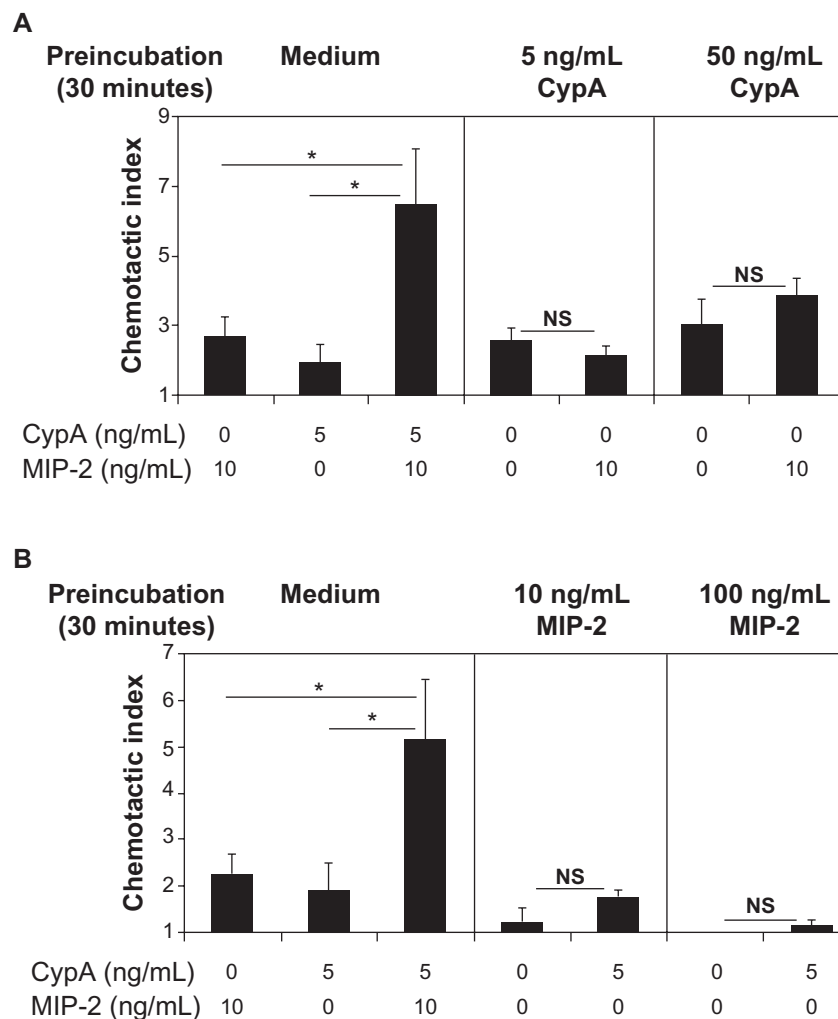 A
Preincubation Medium 5 ng/mL 50 ng/mL
(30 minutes) CypA CypA
9
7
5
3
1
Chemotactic index
*
*
NS
NS
CypA (ng/mL) 0 5 5 0 0 0 0
MIP-2 (ng/mL) 10 0 10 0 10 0 10
B
Preincubation Medium 10 ng/mL 100 ng/mL
(30 minutes) MIP-2 MIP-2
7
6
5
4
3
2
1
Chemotactic index
*
*
NS
NS
CypA (ng/mL) 0 5 5 0 5 0 5
MIP-2 (ng/mL) 10 0 10 0 0 0 0